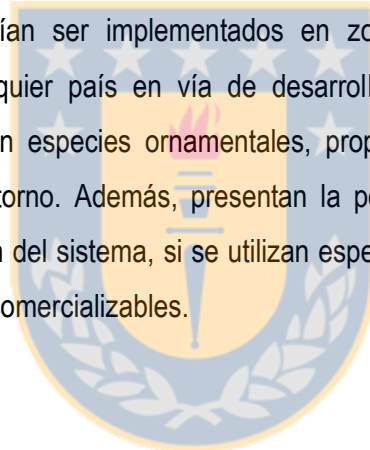 ían ser implementados en zo
quier país en vía de desarroll
n especies ornamentales, prop
torno. Además, presentan la p
del sistema, si se utilizan espe
omercializables.